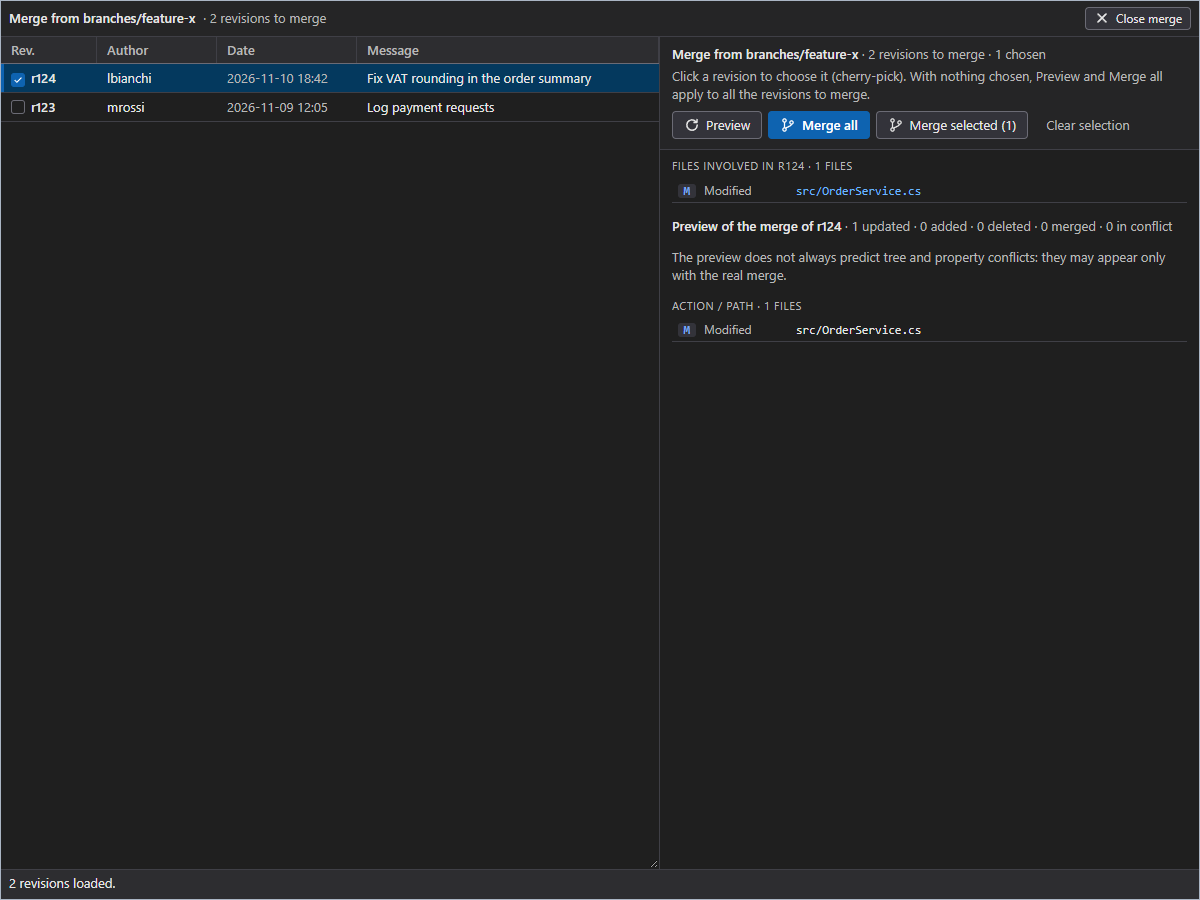 Merge from branches/feature-x · 2 revisions to merge
Close merge
Rev. Author Date Message
r124 lbianchi 2026-11-10 18:42 Fix VAT rounding in the order summary
r123 mrossi 2026-11-09 12:05 Log payment requests
Merge from branches/feature-x · 2 revisions to merge · 1 chosen
Click a revision to choose it (cherry-pick). With nothing chosen, Preview and Merge all
apply to all the revisions to merge.
Preview Merge all Merge selected (1) Clear selection
FILES INVOLVED IN R124 · 1 FILES
M Modified src/OrderService.cs
Preview of the merge of r124 · 1 updated · 0 added · 0 deleted · 0 merged · 0 in conflict
The preview does not always predict tree and property conflicts: they may appear only
with the real merge.
ACTION / PATH · 1 FILES
M Modified src/OrderService.cs
2 revisions loaded.